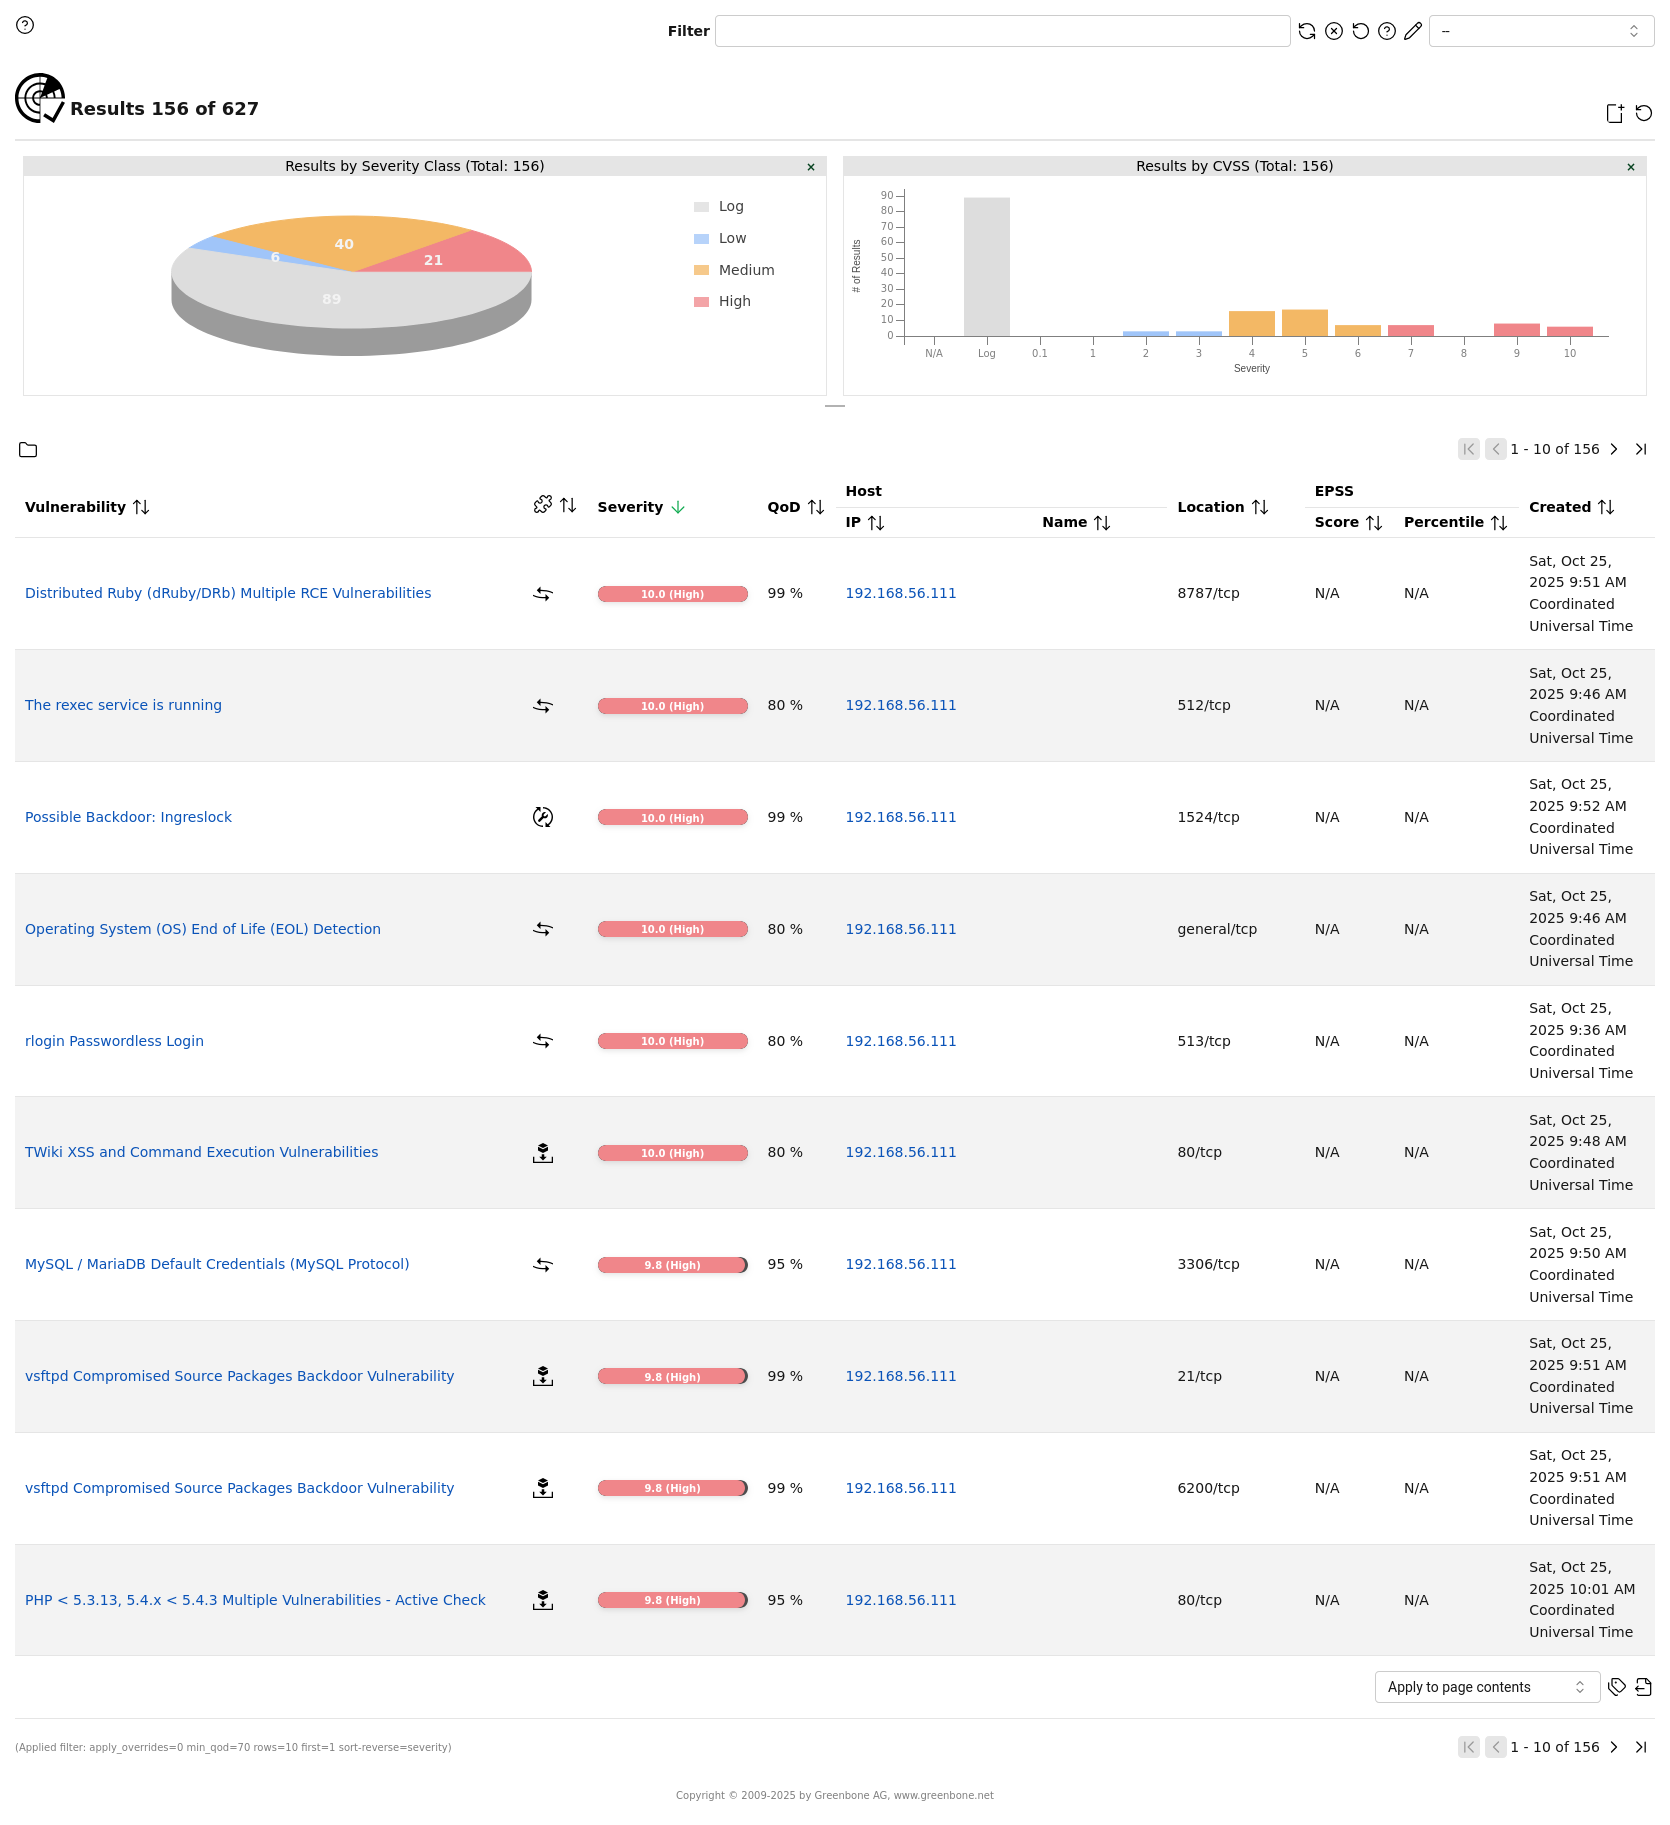 Filter
--
Results 156 of 627
Results by Severity Class (Total: 156) ×
40
6
21
89
Log
Low
Medium
High
Results by CVSS (Total: 156) ×
# of Results
90
80
70
60
50
40
30
20
10
0
N/A Log 0.1 1 2 3 4 5 6 7 8 9 10
Severity
1 - 10 of 156
Vulnerability Severity QoD Host Location EPSS Created
IP Name Score Percentile
Distributed Ruby (dRuby/DRb) Multiple RCE Vulnerabilities 10.0 (High) 99 % 192.168.56.111 8787/tcp N/A N/A Sat, Oct 25,
2025 9:51 AM
Coordinated
Universal Time
The rexec service is running 10.0 (High) 80 % 192.168.56.111 512/tcp N/A N/A Sat, Oct 25,
2025 9:46 AM
Coordinated
Universal Time
Possible Backdoor: Ingreslock 10.0 (High) 99 % 192.168.56.111 1524/tcp N/A N/A Sat, Oct 25,
2025 9:52 AM
Coordinated
Universal Time
Operating System (OS) End of Life (EOL) Detection 10.0 (High) 80 % 192.168.56.111 general/tcp N/A N/A Sat, Oct 25,
2025 9:46 AM
Coordinated
Universal Time
rlogin Passwordless Login 10.0 (High) 80 % 192.168.56.111 513/tcp N/A N/A Sat, Oct 25,
2025 9:36 AM
Coordinated
Universal Time
TWiki XSS and Command Execution Vulnerabilities 10.0 (High) 80 % 192.168.56.111 80/tcp N/A N/A Sat, Oct 25,
2025 9:48 AM
Coordinated
Universal Time
MySQL / MariaDB Default Credentials (MySQL Protocol) 9.8 (High) 95 % 192.168.56.111 3306/tcp N/A N/A Sat, Oct 25,
2025 9:50 AM
Coordinated
Universal Time
vsftpd Compromised Source Packages Backdoor Vulnerability 9.8 (High) 99 % 192.168.56.111 21/tcp N/A N/A Sat, Oct 25,
2025 9:51 AM
Coordinated
Universal Time
vsftpd Compromised Source Packages Backdoor Vulnerability 9.8 (High) 99 % 192.168.56.111 6200/tcp N/A N/A Sat, Oct 25,
2025 9:51 AM
Coordinated
Universal Time
PHP < 5.3.13, 5.4.x < 5.4.3 Multiple Vulnerabilities - Active Check 9.8 (High) 95 % 192.168.56.111 80/tcp N/A N/A Sat, Oct 25,
2025 10:01 AM
Coordinated
Universal Time
Apply to page contents
(Applied filter: apply_overrides=0 min_qod=70 rows=10 first=1 sort-reverse=severity) 1 - 10 of 156
Copyright © 2009-2025 by Greenbone AG, www.greenbone.net